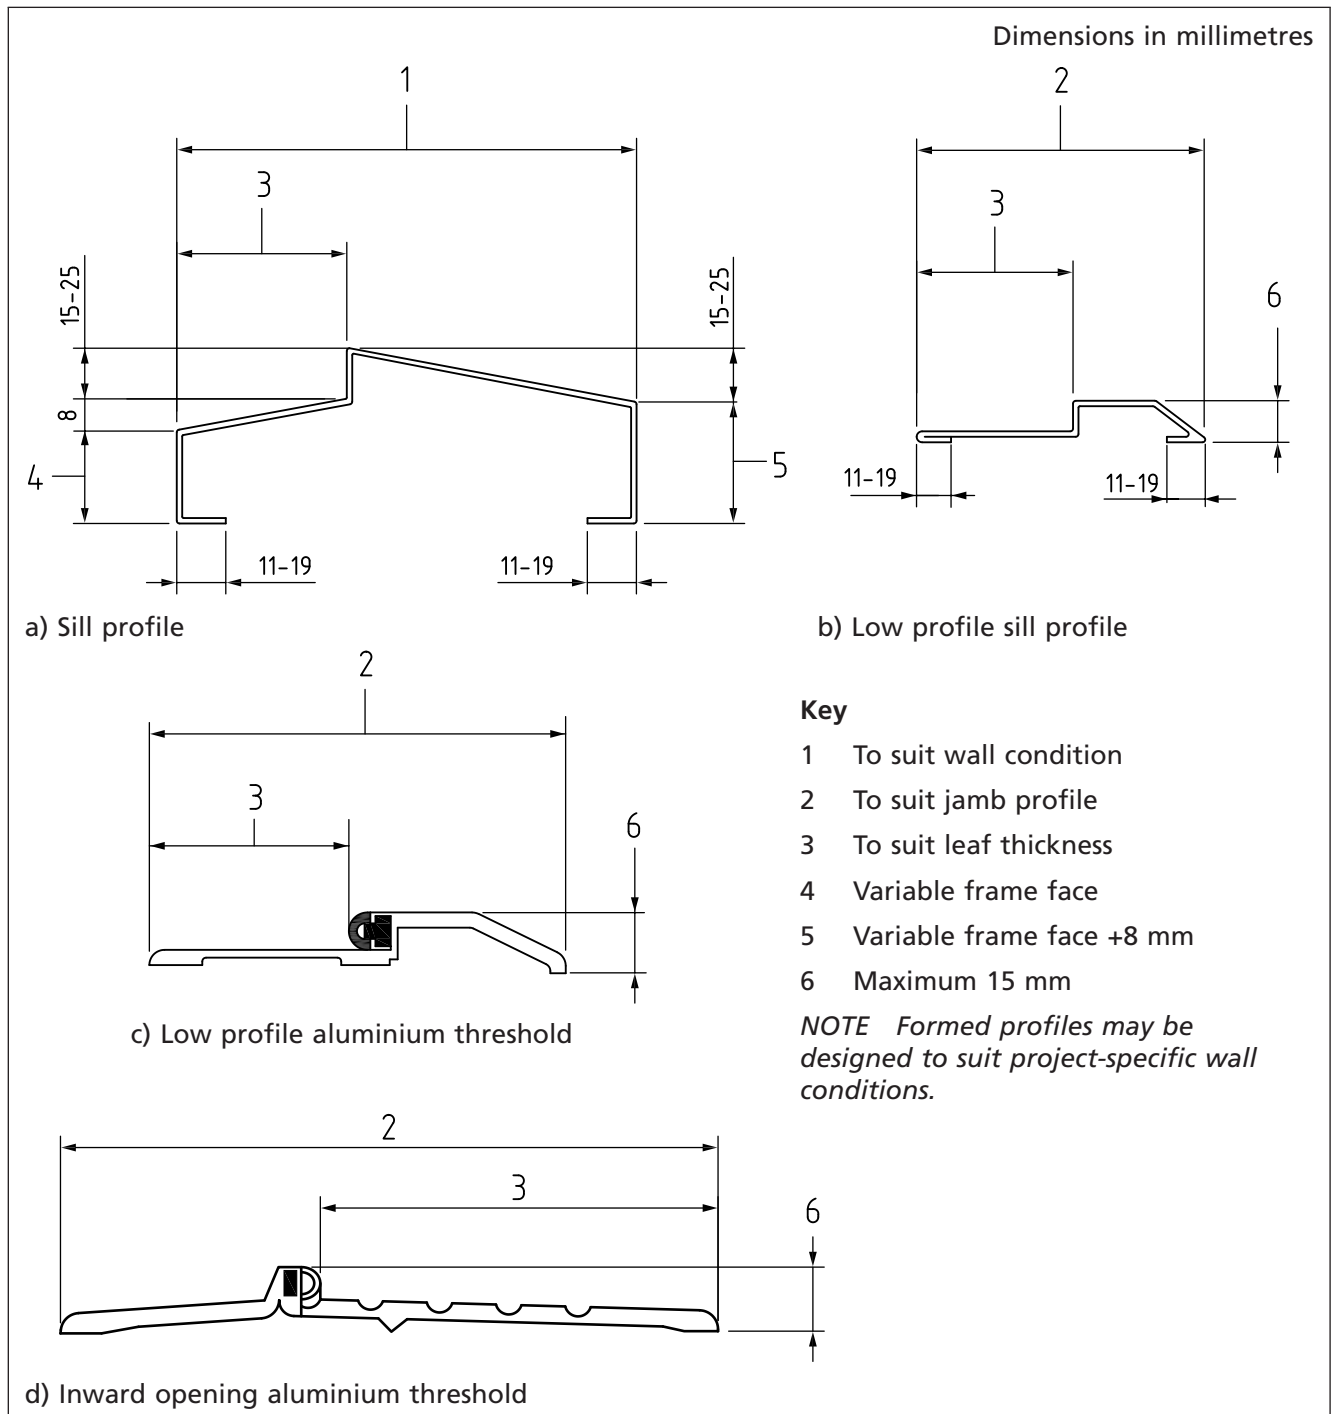 Dimensions in millimetres
1
3
15-25
15-25
8
4
5
11-19
11-19
a) Sill profile
2
3
6
11-19
11-19
b) Low profile sill profile
2
3
6
c) Low profile aluminium threshold
Key
1 To suit wall condition
2 To suit jamb profile
3 To suit leaf thickness
4 Variable frame face
5 Variable frame face +8 mm
6 Maximum 15 mm
NOTE Formed profiles may be
designed to suit project-specific wall
conditions.
2
3
6
d) Inward opening aluminium threshold